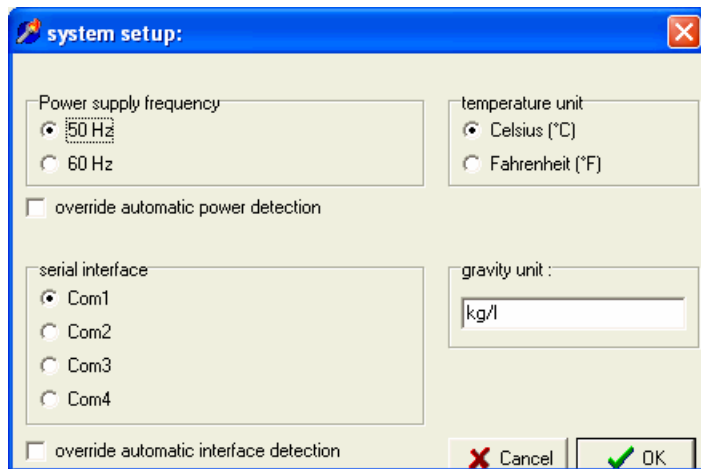 system setup:
Power supply frequency
50 Hz
60 Hz
override automatic power detection
temperature unit
Celsius (°C)
Fahrenheit (°F)
serial interface
Com1
Com2
Com3
Com4
override automatic interface detection
gravity unit :
kg/l
Cancel
OK